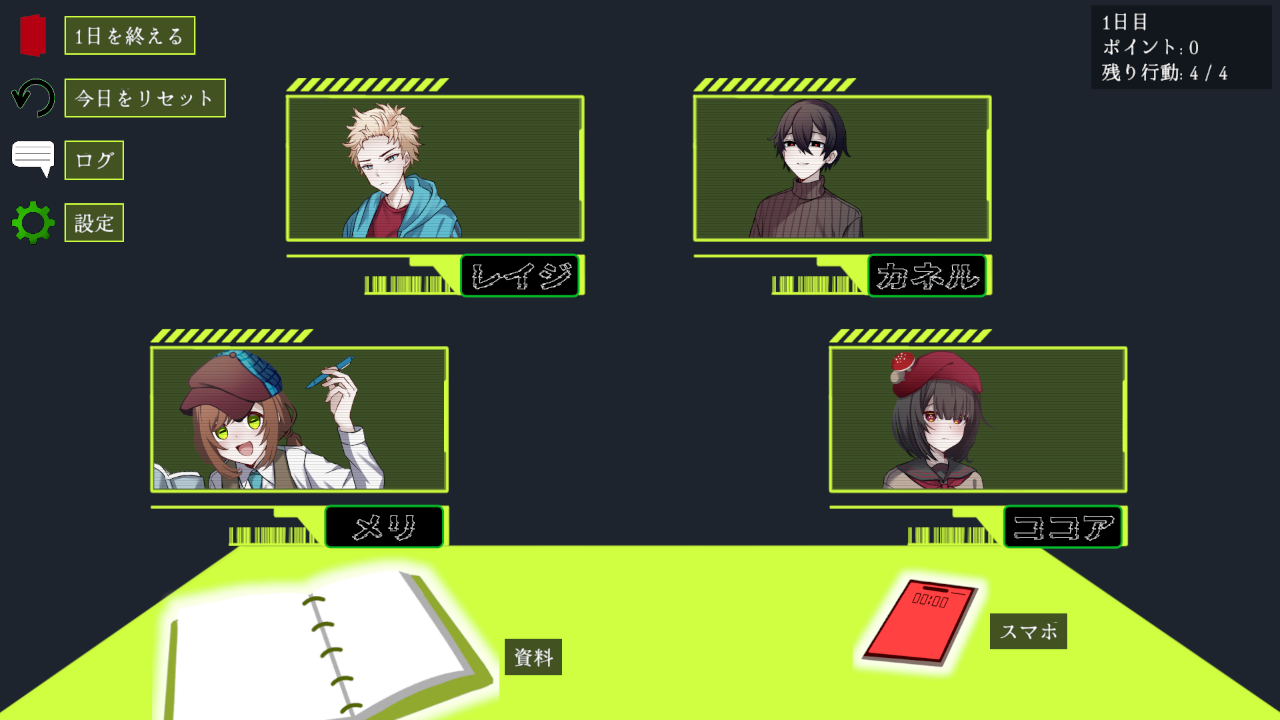 1日を終える
今日をリセット
ログ
設定
1日目
ポイント: 0
残り行動: 4 / 4
レイジ
カネル
メリ
ココア
00:00
資料
スマホ